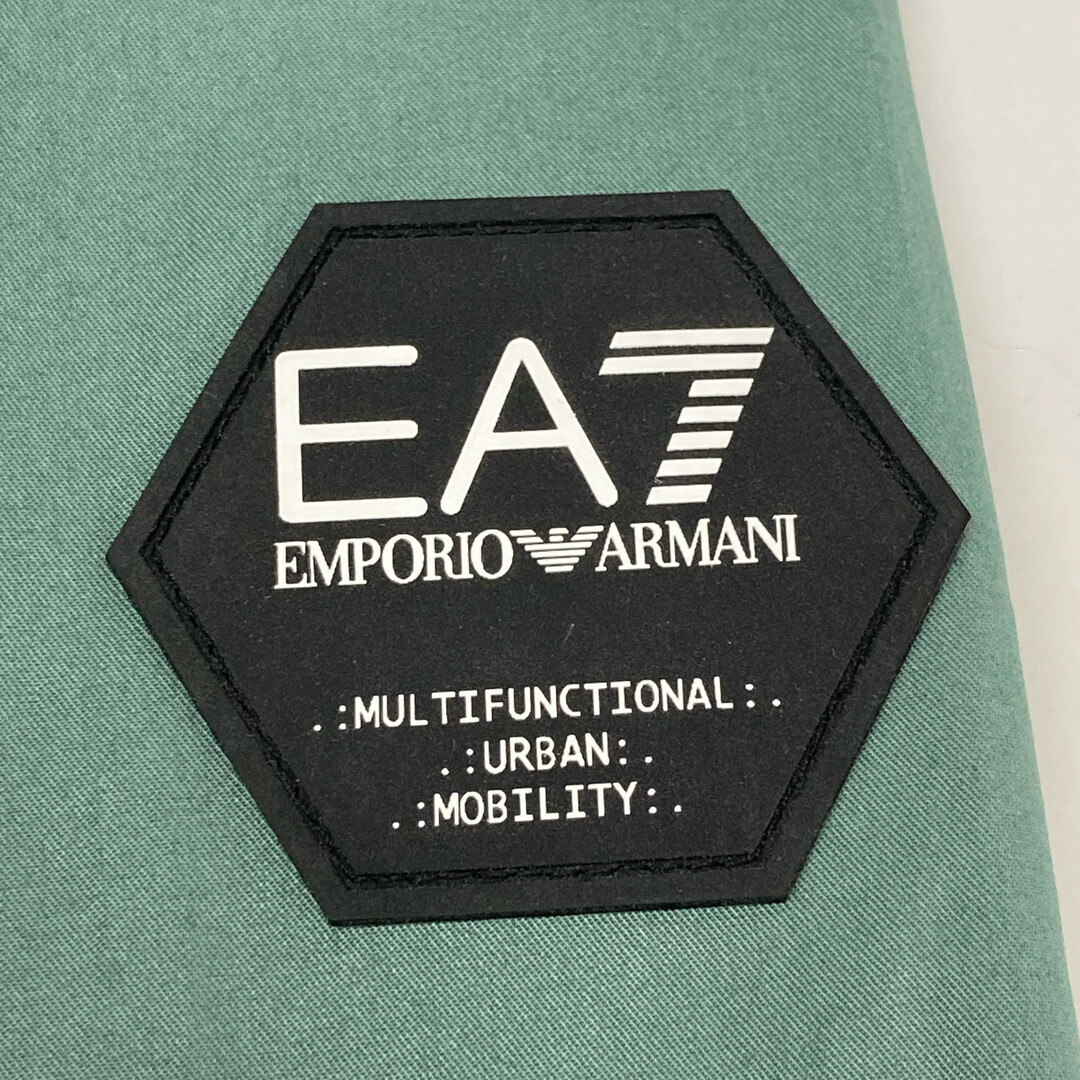 EA7
EMPORIO ARMANI
.:MULTIFUNCTIONAL:.
.:URBAN:.
.:MOBILITY:.